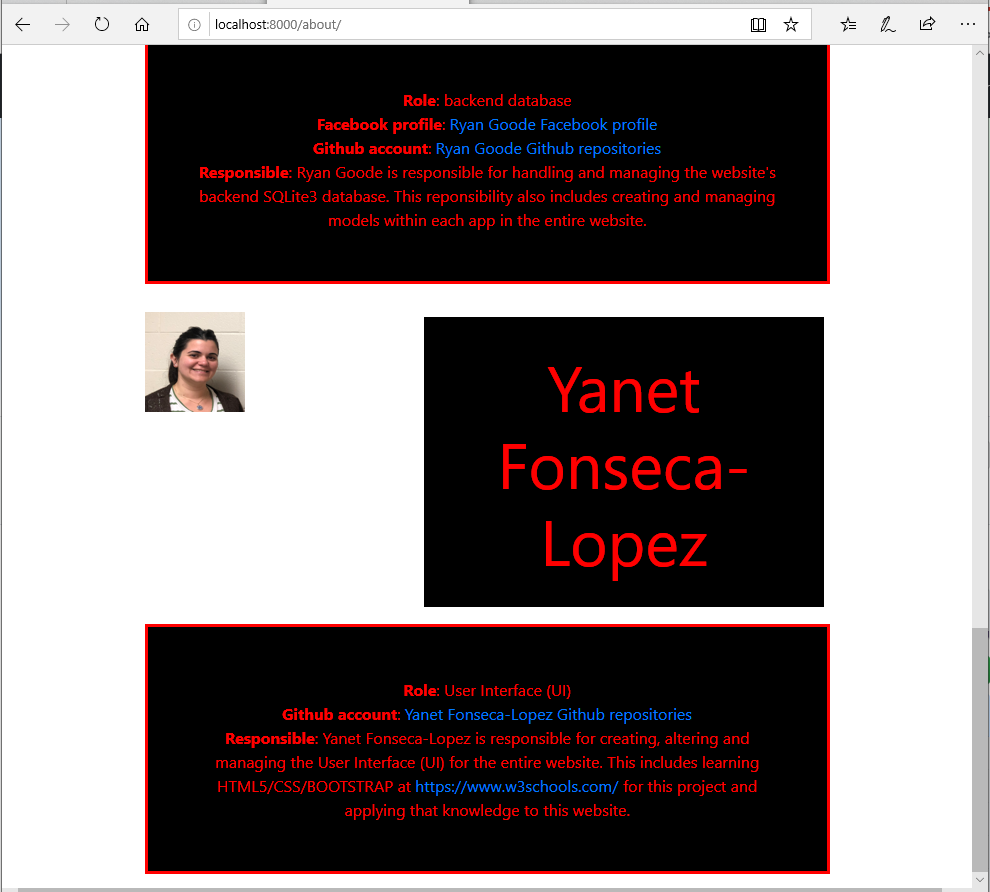 localhost:8000/about/
Role: backend database
Facebook profile: Ryan Goode Facebook profile
Github account: Ryan Goode Github repositories
Responsible: Ryan Goode is responsible for handling and managing the website's
backend SQLite3 database. This reponsibility also includes creating and managing
models within each app in the entire website.
Yanet
Fonseca-
Lopez
Role: User Interface (UI)
Github account: Yanet Fonseca-Lopez Github repositories
Responsible: Yanet Fonseca-Lopez is responsible for creating, altering and
managing the User Interface (UI) for the entire website. This includes learning
HTML5/CSS/BOOTSTRAP at https://www.w3schools.com/ for this project and
applying that knowledge to this website.